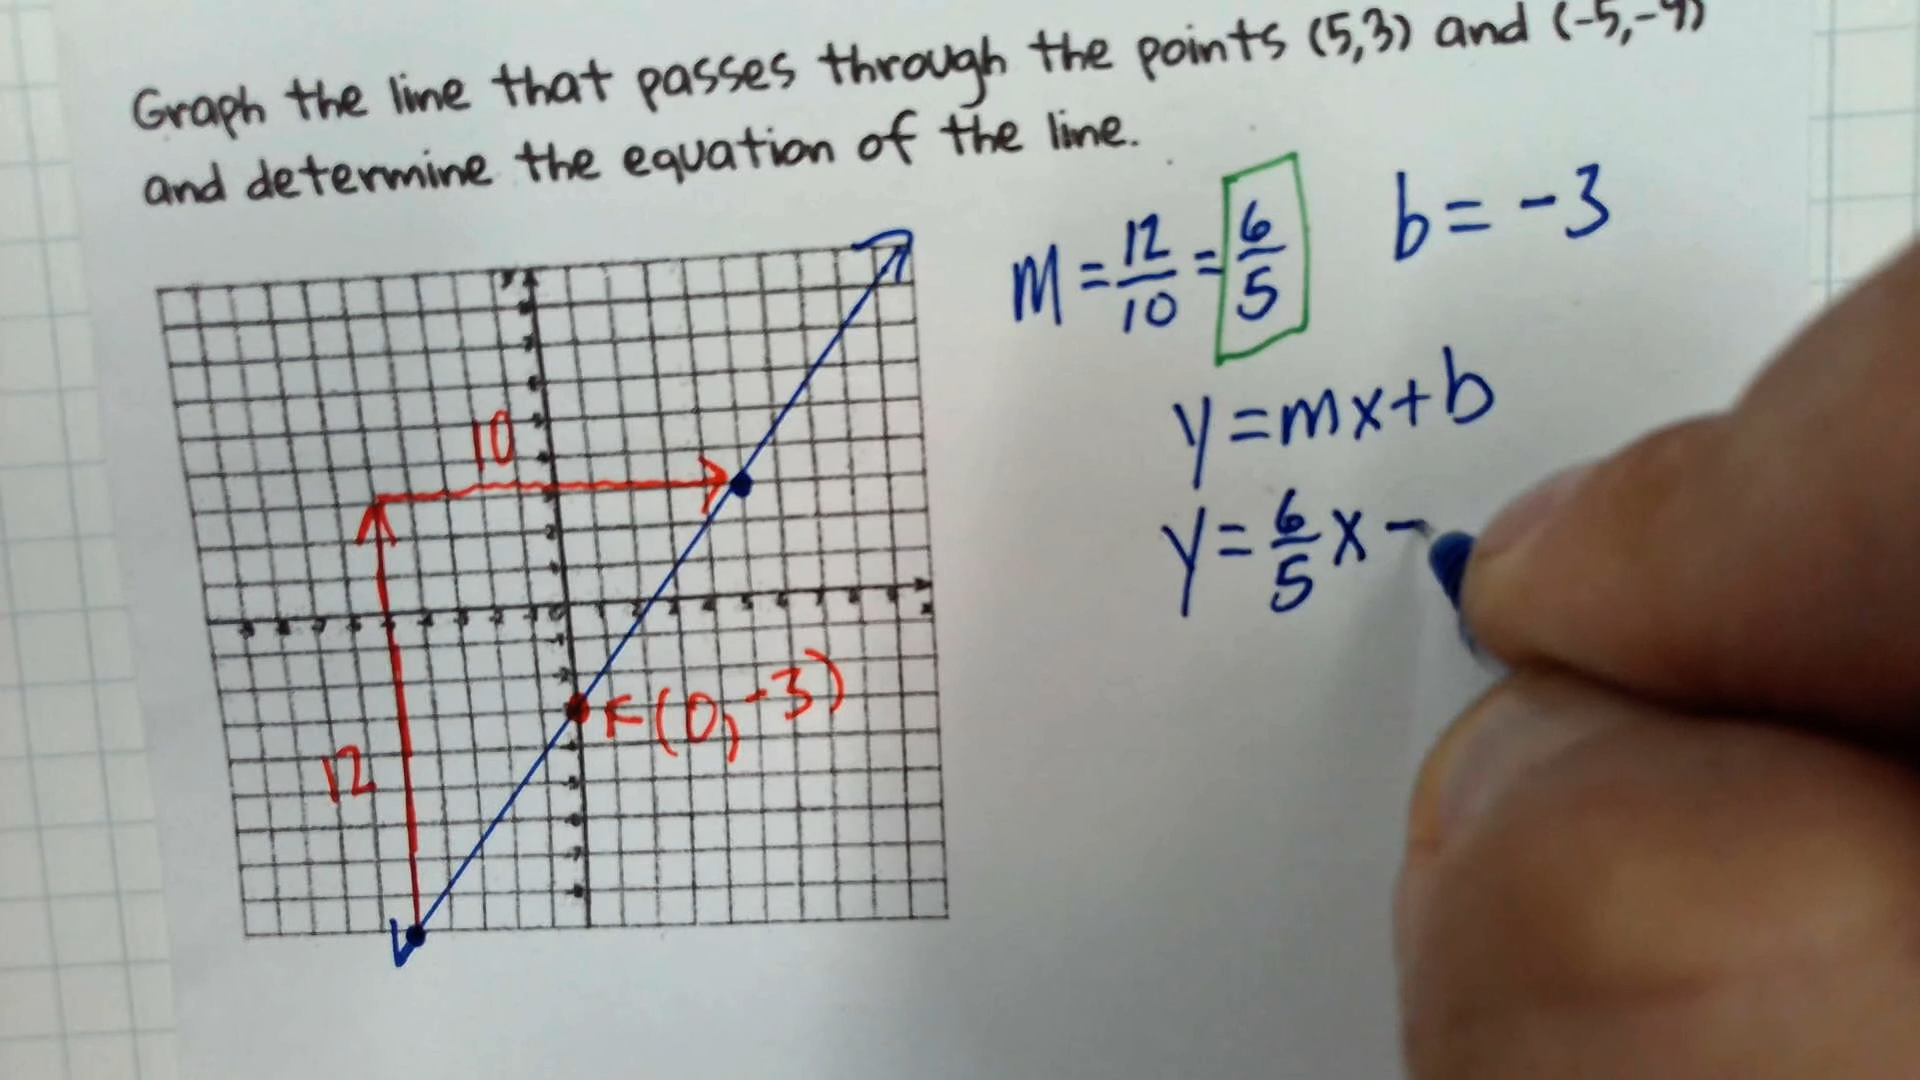 Graph the line that passes through the points (5,3) and (-5,-9)
and determine the equation of the line.
m = 12/10 = 6/5
b = -3
y = mx+b
y = 6/5 x -
10
12
(0,-3)